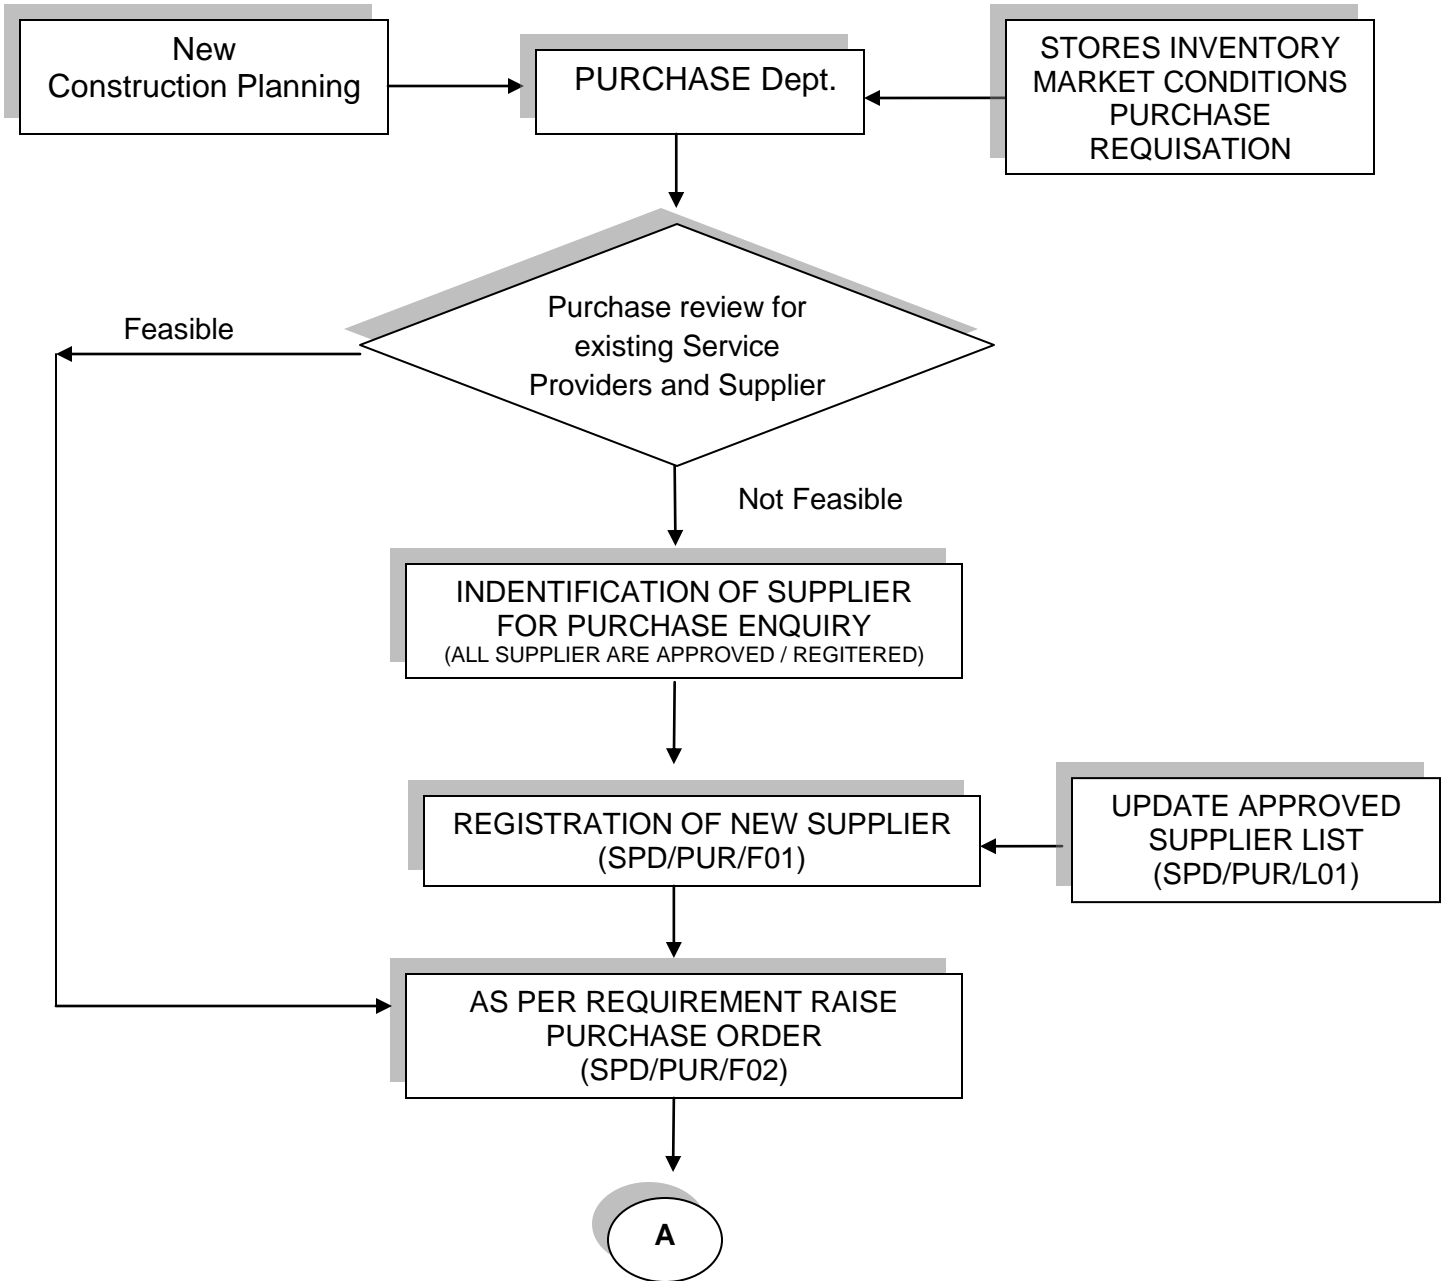 New
Construction Planning
PURCHASE Dept.
STORES INVENTORY
MARKET CONDITIONS
PURCHASE
REQUISATION
Purchase review for
existing Service
Providers and Supplier
Feasible
Not Feasible
INDENTIFICATION OF SUPPLIER
FOR PURCHASE ENQUIRY
(ALL SUPPLIER ARE APPROVED / REGITERED)
REGISTRATION OF NEW SUPPLIER
(SPD/PUR/F01)
UPDATE APPROVED
SUPPLIER LIST
(SPD/PUR/L01)
AS PER REQUIREMENT RAISE
PURCHASE ORDER
(SPD/PUR/F02)
A